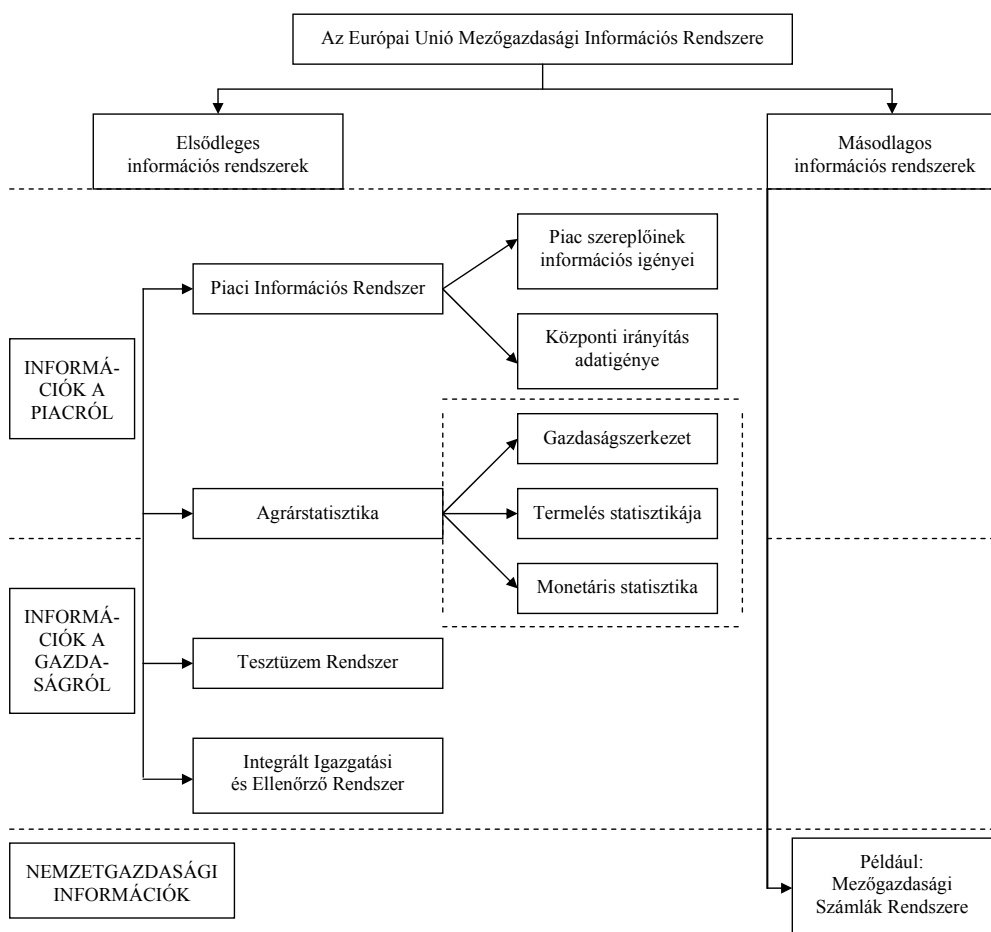 Az Európai Unió Mezőgazdasági Információs Rendszere
Elsődleges
információs rendszerek
Másodlagos
információs rendszerek
Piac szereplőinek
információs igényei
Piaci Információs Rendszer
Központi irányítás
adatigénye
INFORMÁ-
CIÓK A
PIACRÓL
Gazdaságszerkezet
Agrárstatisztika
Termelés statisztikája
Monetáris statisztika
INFORMÁ-
CIÓK A
GAZDA-
SÁGRÓL
Tesztüzem Rendszer
Integrált Igazgatási
és Ellenőrző Rendszer
NEMZETGAZDASÁGI
INFORMÁCIÓK
Például:
Mezőgazdasági
Számlák Rendszere